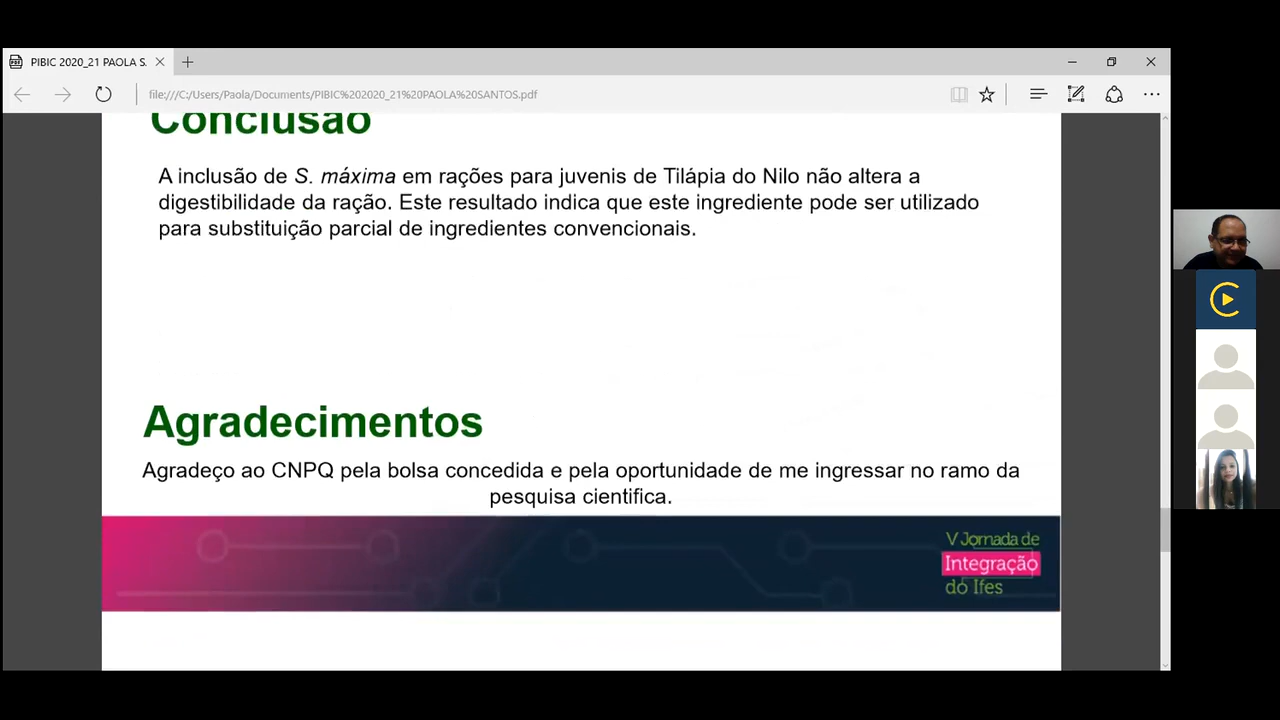 PIBIC 2020_21 PAOLA S.
file:///C:/Users/Paola/Documents/PIBIC%202020_21%20PAOLA%20SANTOS.pdf
Conclusão
A inclusão de S. máxima em rações para juvenis de Tilápia do Nilo não altera a
digestibilidade da ração. Este resultado indica que este ingrediente pode ser utilizado
para substituição parcial de ingredientes convencionais.
Agradecimentos
Agradeço ao CNPQ pela bolsa concedida e pela oportunidade de me ingressar no ramo da
pesquisa cientifica.
V Jornada de
Integração
do Ifes